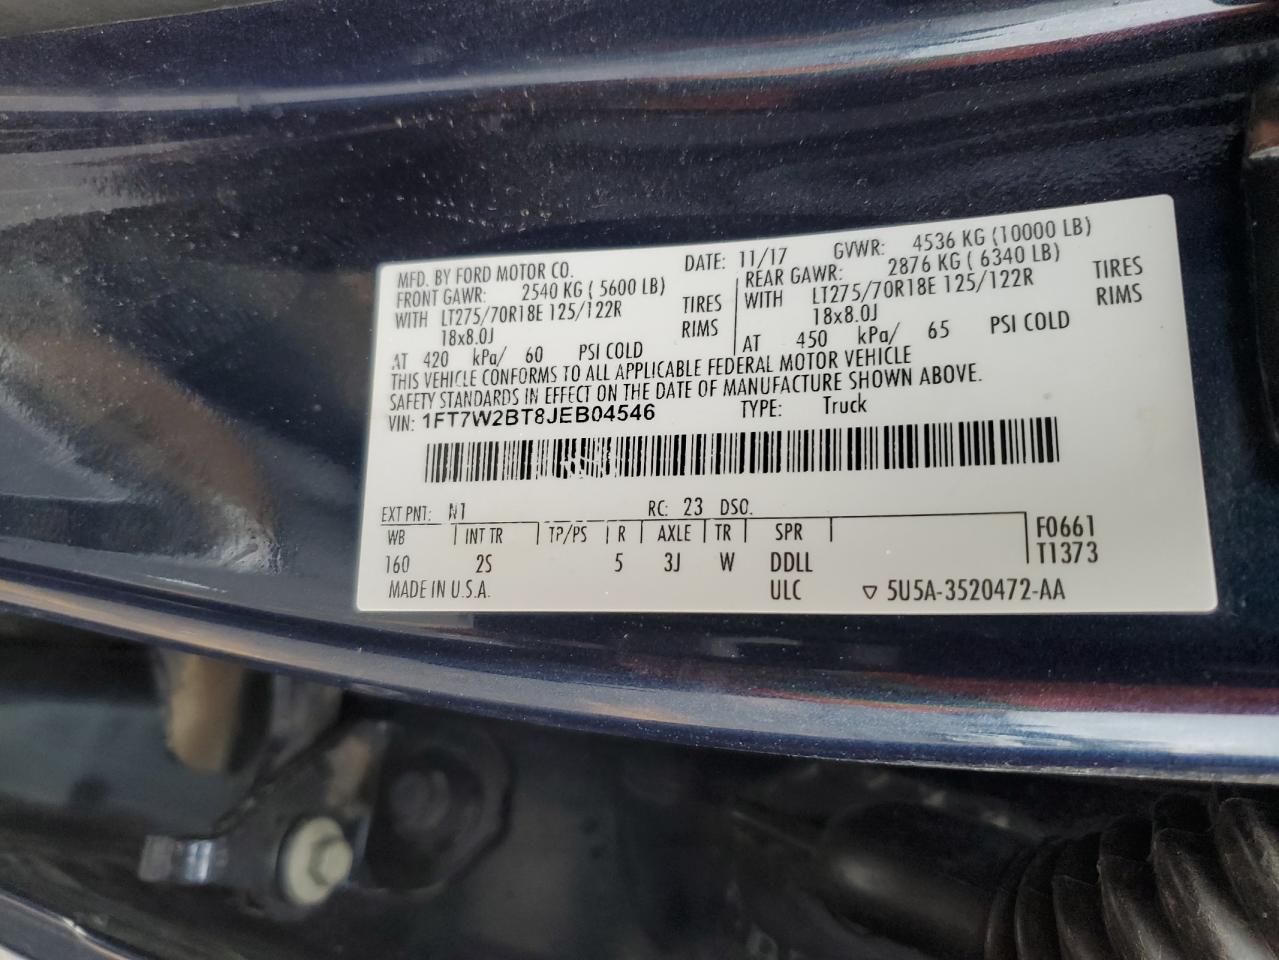 MFD. BY FORD MOTOR CO. DATE: 11/17 GVWR: 4536 KG (10000 LB)
FRONT GAWR: 2540 KG ( 5600 LB) REAR GAWR: 2876 KG ( 6340 LB)
WITH LT275/70R18E 125/122R TIRES WITH LT275/70R18E 125/122R TIRES
18x8.0J RIMS 18x8.0J RIMS
AT 420 kPa/ 60 PSI COLD AT 450 kPa/ 65 PSI COLD
THIS VEHICLE CONFORMS TO ALL APPLICABLE FEDERAL MOTOR VEHICLE
SAFETY STANDARDS IN EFFECT ON THE DATE OF MANUFACTURE SHOWN ABOVE.
VIN: 1FT7W2BT8JEB04546 TYPE: Truck
EXT PNT: N1 RC: 23 DSO:
WB INT TR TP/PS R AXLE TR SPR F0661
160 2S 5 3J W DDLL T1373
MADE IN U.S.A. ULC ▽ 5U5A-3520472-AA